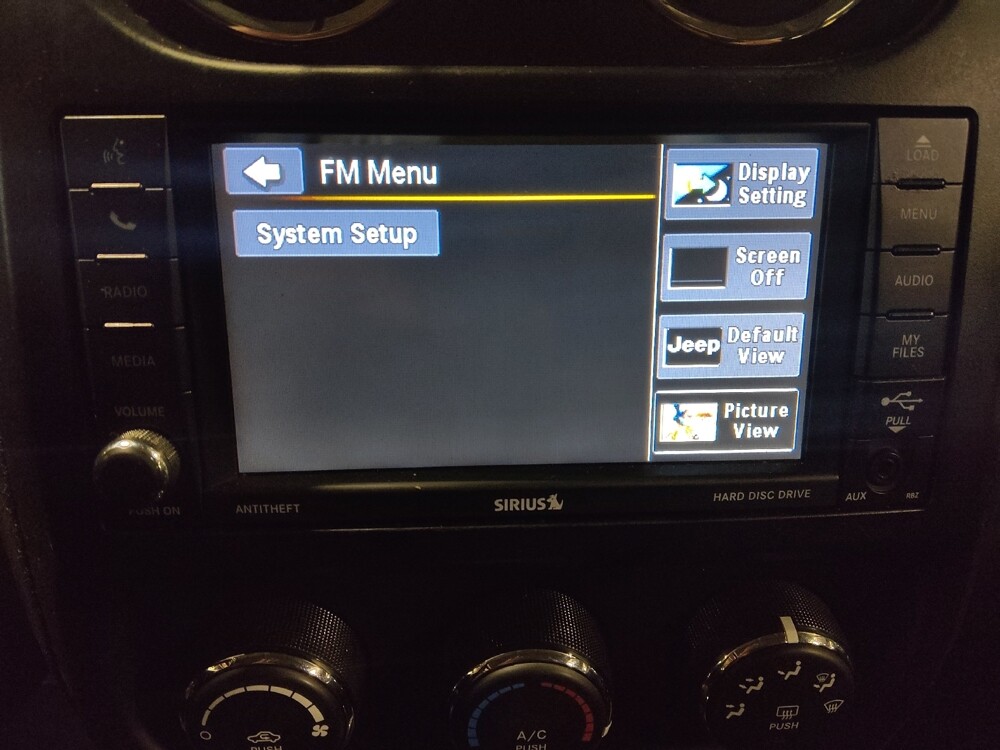 FM Menu
System Setup
Display
Setting
Screen
Off
Jeep
Default
View
Picture
View
RADIO
MEDIA
VOLUME
PUSH ON
LOAD
MENU
AUDIO
MY
FILES
PULL
AUX
RBZ
ANTITHEFT
SIRIUS
HARD DISC DRIVE
PUSH
A/C
PUSH
PUSH